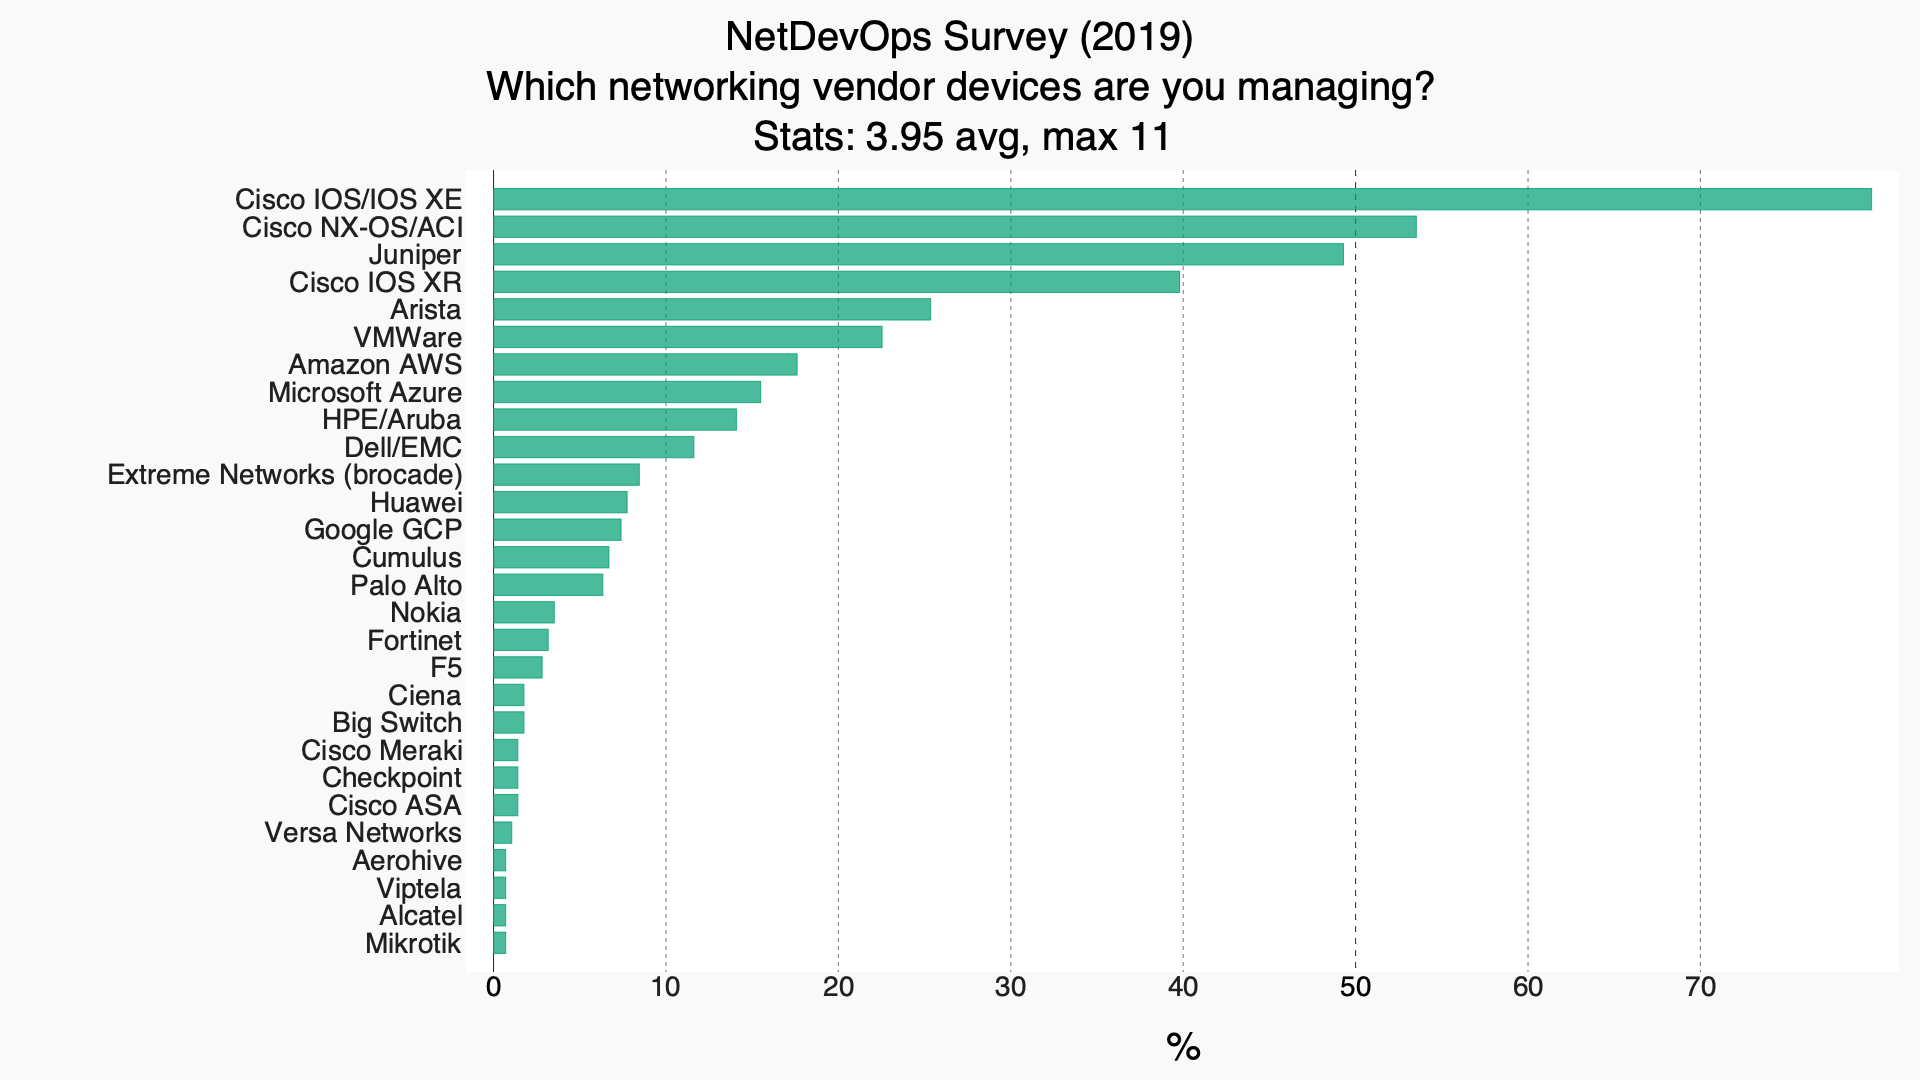 NetDevOps Survey (2019)
Which networking vendor devices are you managing?
Stats: 3.95 avg, max 11
Cisco IOS/IOS XE
Cisco NX-OS/ACI
Juniper
Cisco IOS XR
Arista
VMWare
Amazon AWS
Microsoft Azure
HPE/Aruba
Dell/EMC
Extreme Networks (brocade)
Huawei
Google GCP
Cumulus
Palo Alto
Nokia
Fortinet
F5
Ciena
Big Switch
Cisco Meraki
Checkpoint
Cisco ASA
Versa Networks
Aerohive
Viptela
Alcatel
Mikrotik
0 10 20 30 40 50 60 70
%